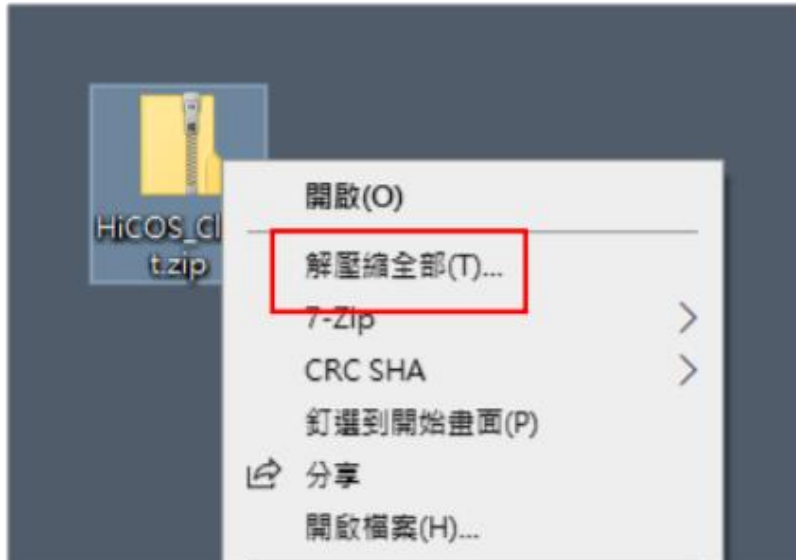 HiCOS_Cl
t.zip
開啟(O)
解壓縮全部(T)...
7-Zip
CRC SHA
釘選到開始畫面(P)
分享
開啟檔案(H)...